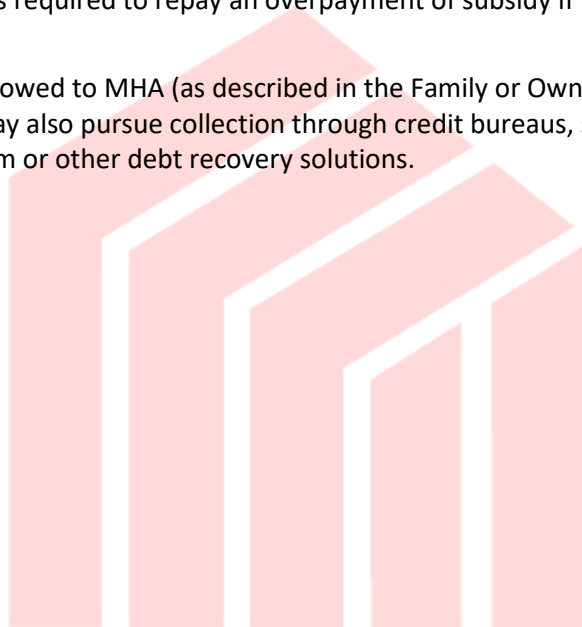 required to repay an overpayment of subsidy if
owed to MHA (as described in the Family or Own
ay also pursue collection through credit bureaus,
m or other debt recovery solutions.